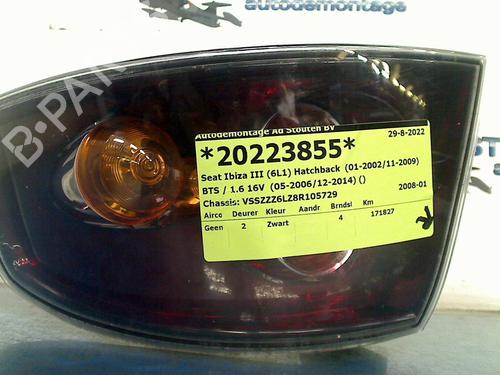 autodemontage
B-PA
Autodemontage Ad Stouten BV
29-8-2022
*20223855*
Seat Ibiza III (6L1) Hatchback (01-2002/11-2009)
BTS / 1.6 16V (05-2006/12-2014) ()
Chassis: VSSZZZ6LZ8R105729
2008-01
Airco Deuren Kleur Aandr Brndst Km
Geen 2 Zwart 4 171827